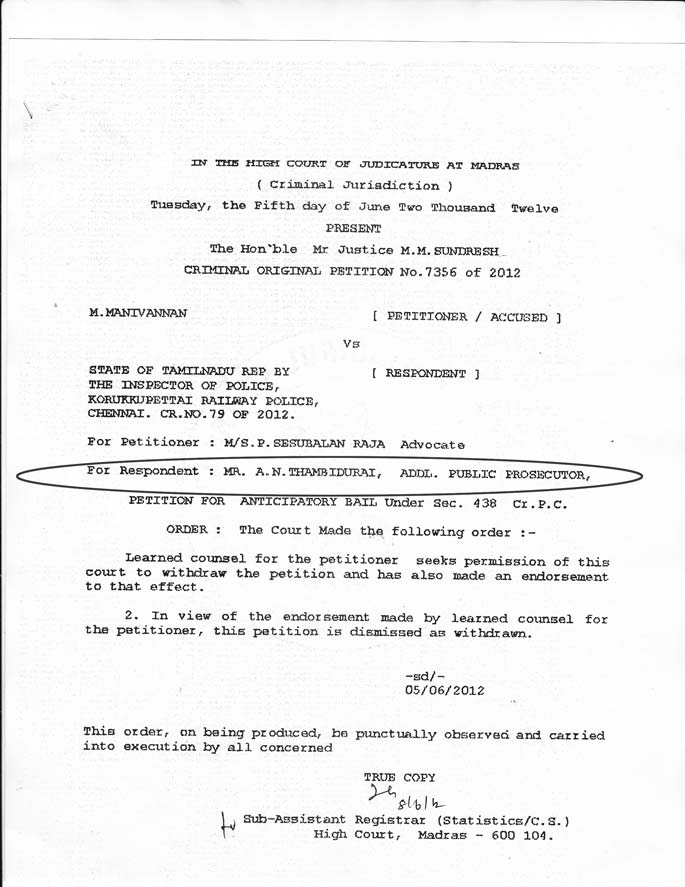 IN THE HIGH COURT OF JUDICATURE AT MADRAS
( Criminal Jurisdiction )
Tuesday, the Fifth day of June Two Thousand Twelve
PRESENT
The Hon`ble Mr Justice M.M.SUNDRESH
CRIMINAL ORIGINAL PETITION No.7356 of 2012
M.MANIVANNAN [ PETITIONER / ACCUSED ]
Vs
STATE OF TAMILNADU REP BY [ RESPONDENT ]
THE INSPECTOR OF POLICE,
KORUKKUPETTAI RAILWAY POLICE,
CHENNAI. CR.NO.79 OF 2012.
For Petitioner : M/S.P.SESUBALAN RAJA Advocate
For Respondent : MR. A.N.THAMBIDURAI, ADDL. PUBLIC PROSECUTOR,
PETITION FOR ANTICIPATORY BAIL Under Sec. 438 Cr.P.C.
ORDER : The Court Made the following order :-
Learned counsel for the petitioner seeks permission of this
court to withdraw the petition and has also made an endorsement
to that effect.
2. In view of the endorsement made by learned counsel for
the petitioner, this petition is dismissed as withdrawn.
-sd/-
05/06/2012
This order, on being produced, be punctually observed and carried
into execution by all concerned
TRUE COPY
8/6/12
Sub-Assistant Registrar (Statistics/C.S.)
High Court, Madras - 600 104.